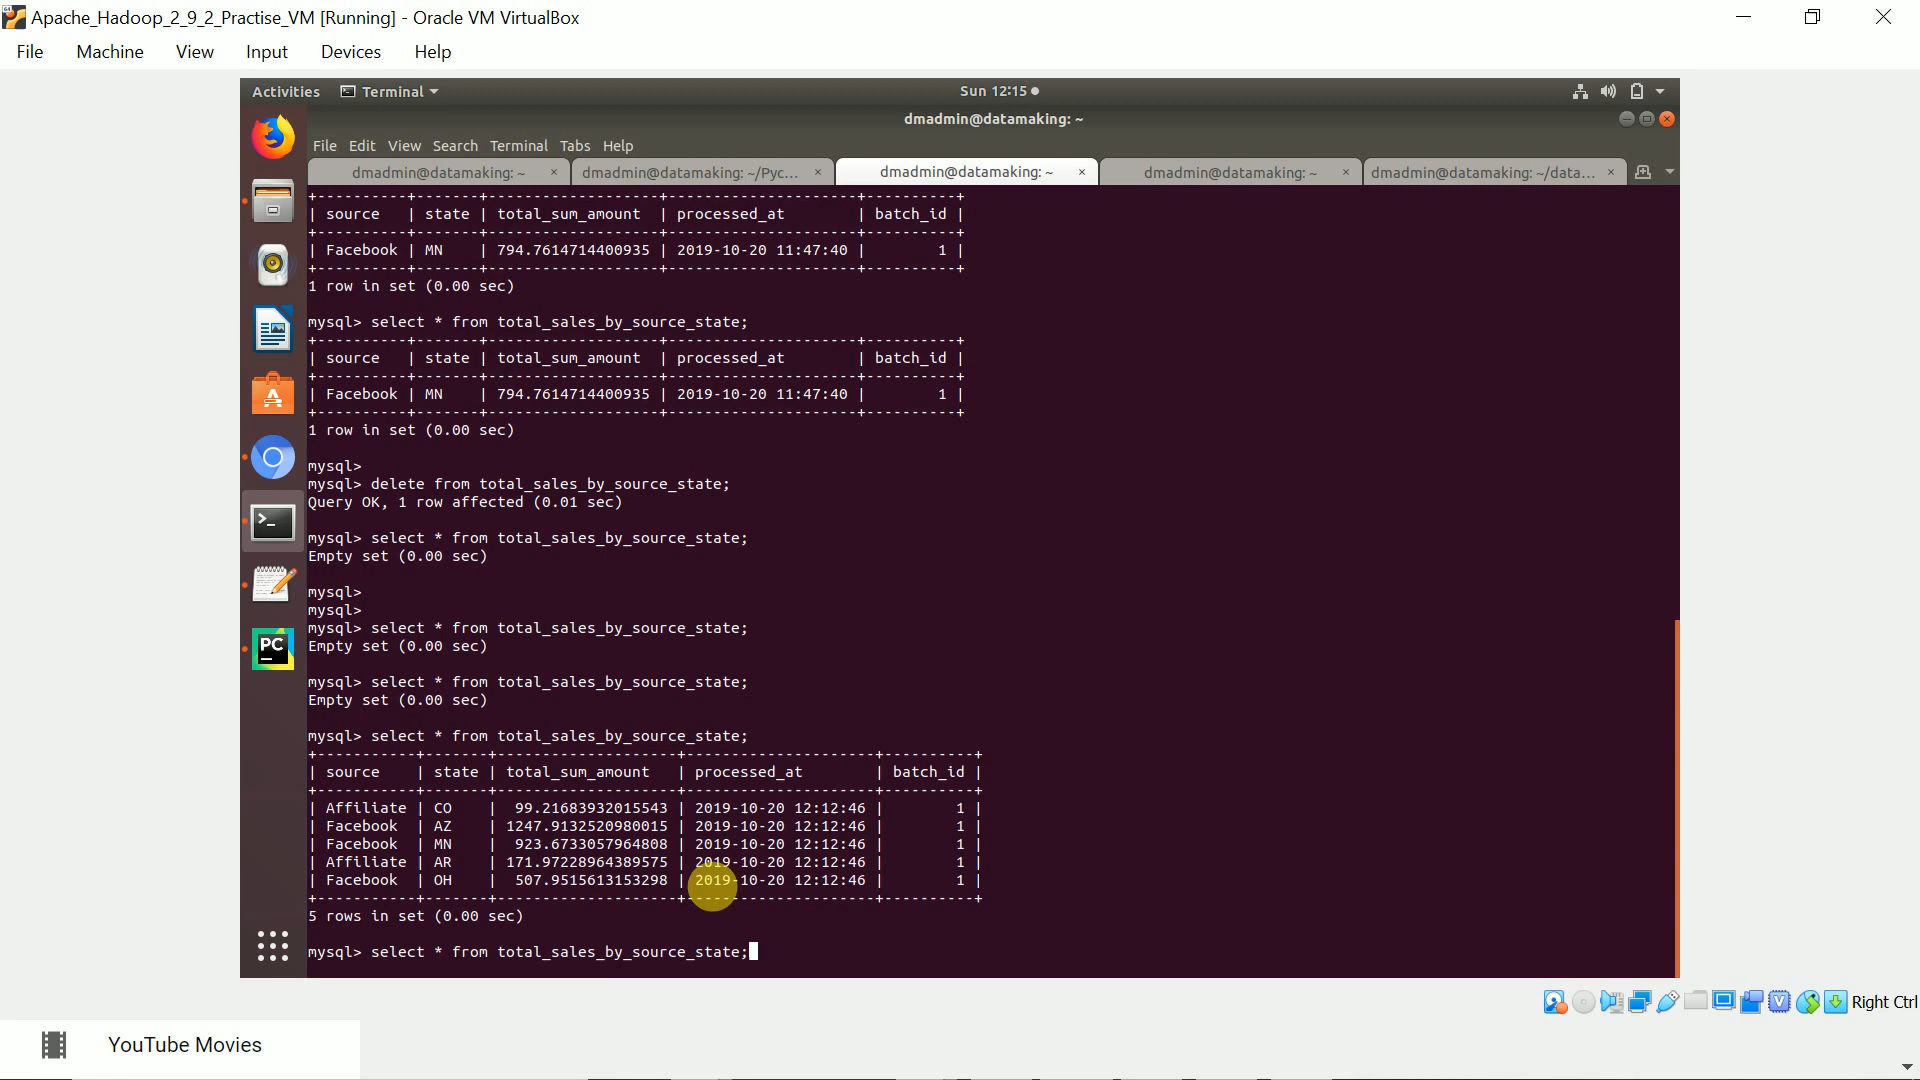 Apache_Hadoop_2_9_2_Practise_VM [Running] - Oracle VM VirtualBox
File Machine View Input Devices Help
Activities Terminal Sun 12:15
dmadmin@datamaking: ~
File Edit View Search Terminal Tabs Help
dmadmin@datamaking: ~ × dmadmin@datamaking: ~/Pyc... × dmadmin@datamaking: ~ × dmadmin@datamaking: ~ × dmadmin@datamaking: ~/data... ×
+----------+-------+-------------------+---------------------+----------+
| source   | state | total_sum_amount  | processed_at        | batch_id |
+----------+-------+-------------------+---------------------+----------+
| Facebook | MN    | 794.7614714400935 | 2019-10-20 11:47:40 |        1 |
+----------+-------+-------------------+---------------------+----------+
1 row in set (0.00 sec)
mysql> select * from total_sales_by_source_state;
+----------+-------+-------------------+---------------------+----------+
| source   | state | total_sum_amount  | processed_at        | batch_id |
+----------+-------+-------------------+---------------------+----------+
| Facebook | MN    | 794.7614714400935 | 2019-10-20 11:47:40 |        1 |
+----------+-------+-------------------+---------------------+----------+
1 row in set (0.00 sec)
mysql>
mysql> delete from total_sales_by_source_state;
Query OK, 1 row affected (0.01 sec)
mysql> select * from total_sales_by_source_state;
Empty set (0.00 sec)
mysql>
mysql>
mysql> select * from total_sales_by_source_state;
Empty set (0.00 sec)
mysql> select * from total_sales_by_source_state;
Empty set (0.00 sec)
mysql> select * from total_sales_by_source_state;
+-----------+-------+--------------------+---------------------+----------+
| source    | state | total_sum_amount   | processed_at        | batch_id |
+-----------+-------+--------------------+---------------------+----------+
| Affiliate | CO    |  99.21683932015543 | 2019-10-20 12:12:46 |        1 |
| Facebook  | AZ    | 1247.9132520980015 | 2019-10-20 12:12:46 |        1 |
| Facebook  | MN    |  923.6733057964808 | 2019-10-20 12:12:46 |        1 |
| Affiliate | AR    | 171.97228964389575 | 2019-10-20 12:12:46 |        1 |
| Facebook  | OH    |  507.9515613153298 | 2019-10-20 12:12:46 |        1 |
+-----------+-------+--------------------+---------------------+----------+
5 rows in set (0.00 sec)
mysql> select * from total_sales_by_source_state;
Right Ctrl
YouTube Movies